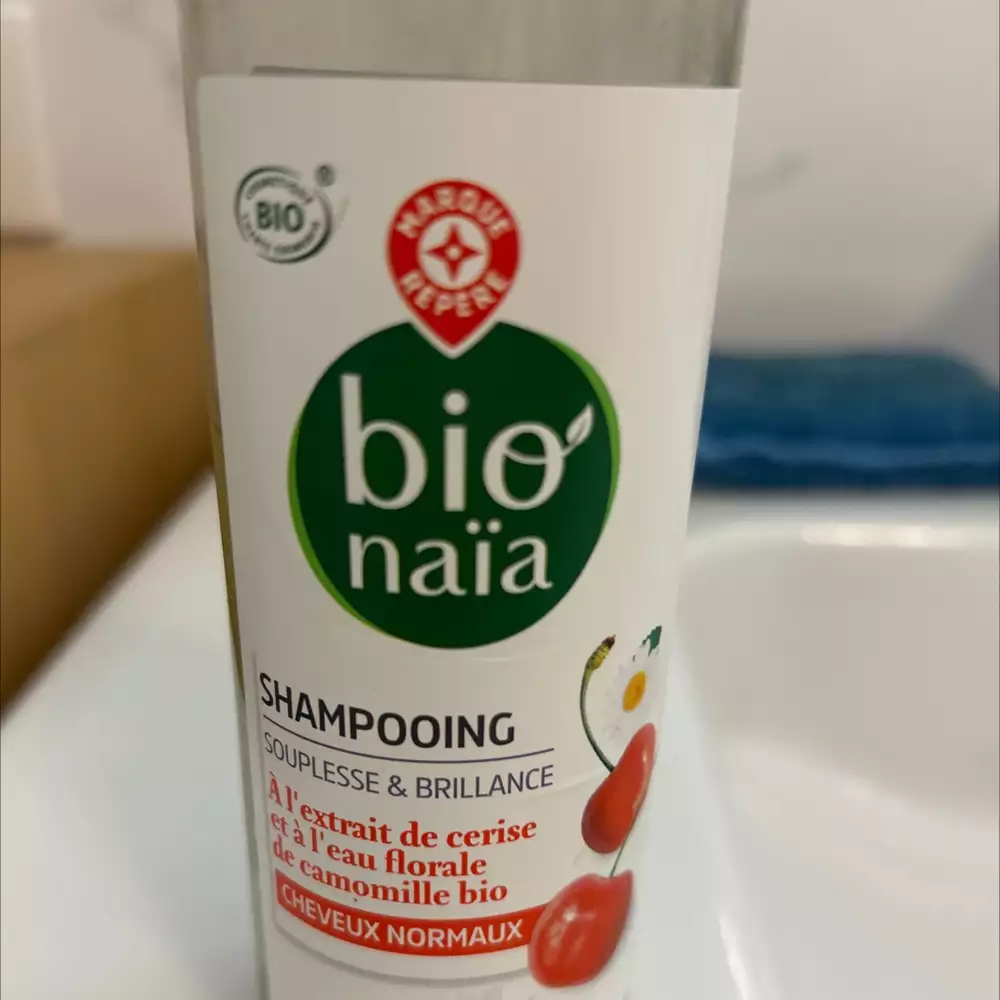 BIO
MARQUE
REPÈRE
bio
naïa
SHAMPOOING
SOUPLESSE & BRILLANCE
À l'extrait de cerise
et à l'eau florale
de camomille bio
CHEVEUX NORMAUX